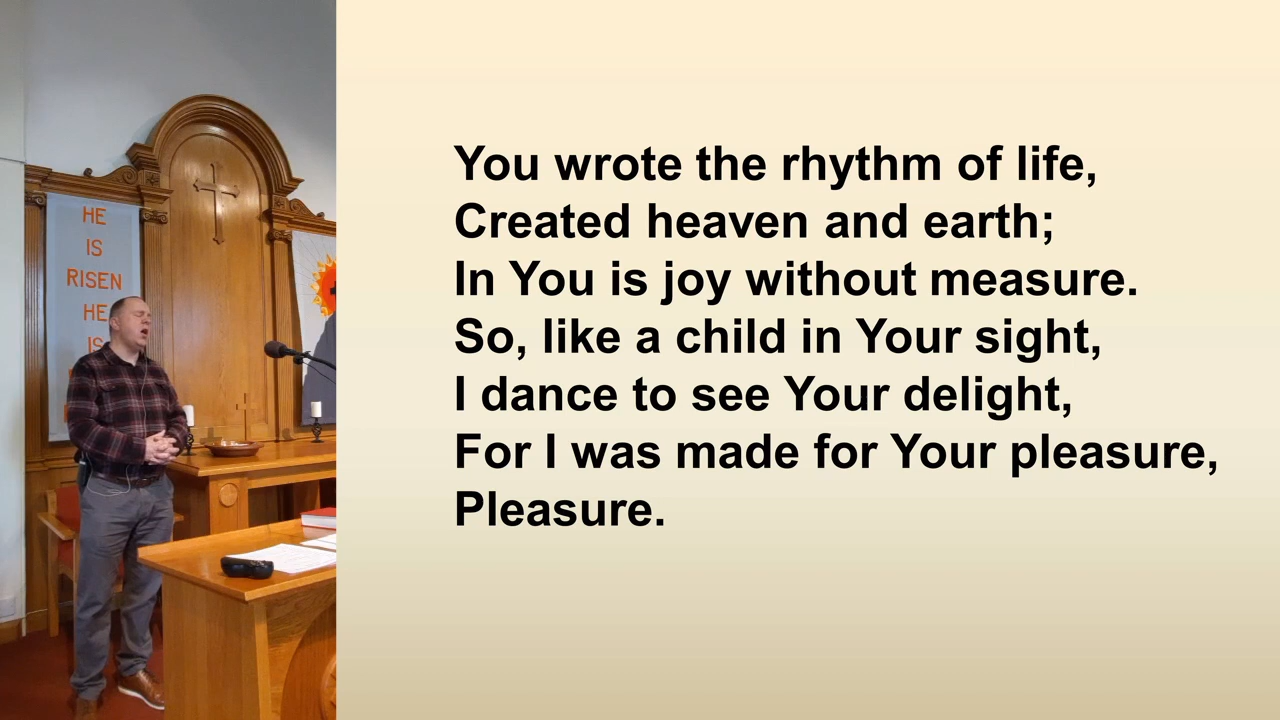 HE
IS
RISEN
HE
IS
You wrote the rhythm of life,
Created heaven and earth;
In You is joy without measure.
So, like a child in Your sight,
I dance to see Your delight,
For I was made for Your pleasure,
Pleasure.